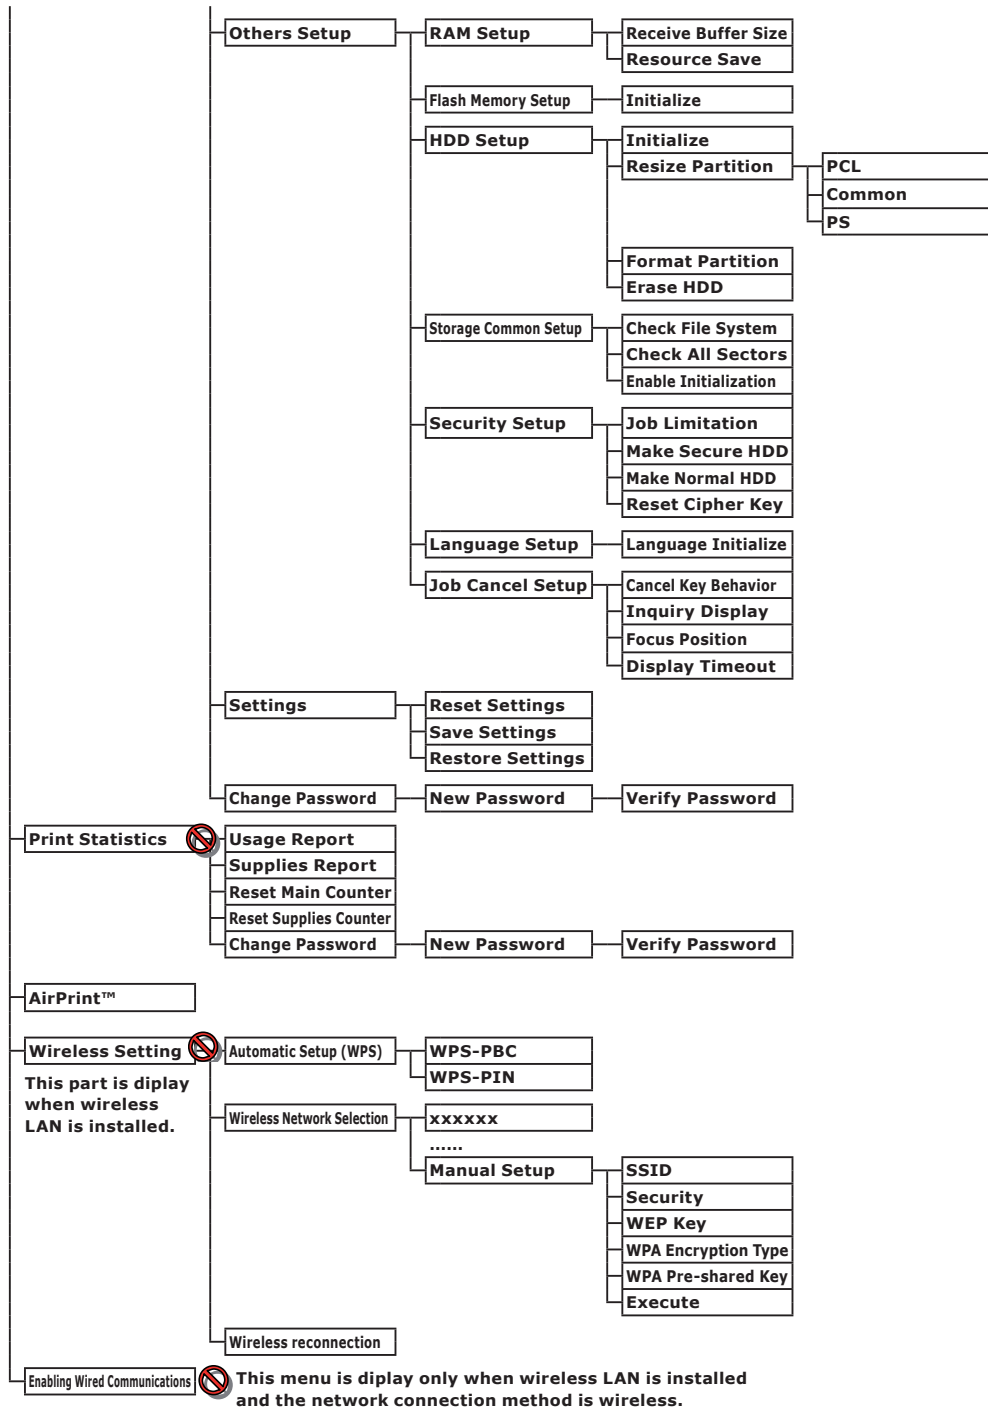 Others Setup
RAM Setup
Receive Buffer Size
Resource Save
Flash Memory Setup
Initialize
HDD Setup
Initialize
Resize Partition
PCL
Common
PS
Format Partition
Erase HDD
Storage Common Setup
Check File System
Check All Sectors
Enable Initialization
Security Setup
Job Limitation
Make Secure HDD
Make Normal HDD
Reset Cipher Key
Language Setup
Language Initialize
Job Cancel Setup
Cancel Key Behavior
Inquiry Display
Focus Position
Display Timeout
Settings
Reset Settings
Save Settings
Restore Settings
Change Password
New Password
Verify Password
Print Statistics
Usage Report
Supplies Report
Reset Main Counter
Reset Supplies Counter
Change Password
New Password
Verify Password
AirPrint™
Wireless Setting
This part is diplay
when wireless
LAN is installed.
Automatic Setup (WPS)
WPS-PBC
WPS-PIN
Wireless Network Selection
xxxxxx
......
Manual Setup
SSID
Security
WEP Key
WPA Encryption Type
WPA Pre-shared Key
Execute
Wireless reconnection
Enabling Wired Communications
This menu is diplay only when wireless LAN is installed
and the network connection method is wireless.